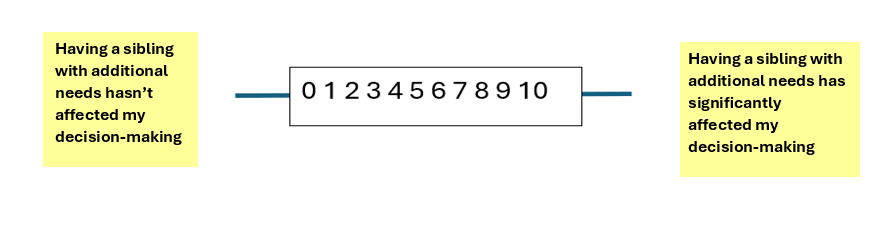 Having a sibling
with additional
needs hasn’t
affected my
decision-making
0 1 2 3 4 5 6 7 8 9 10
Having a sibling with
additional needs has
significantly
affected my
decision-making